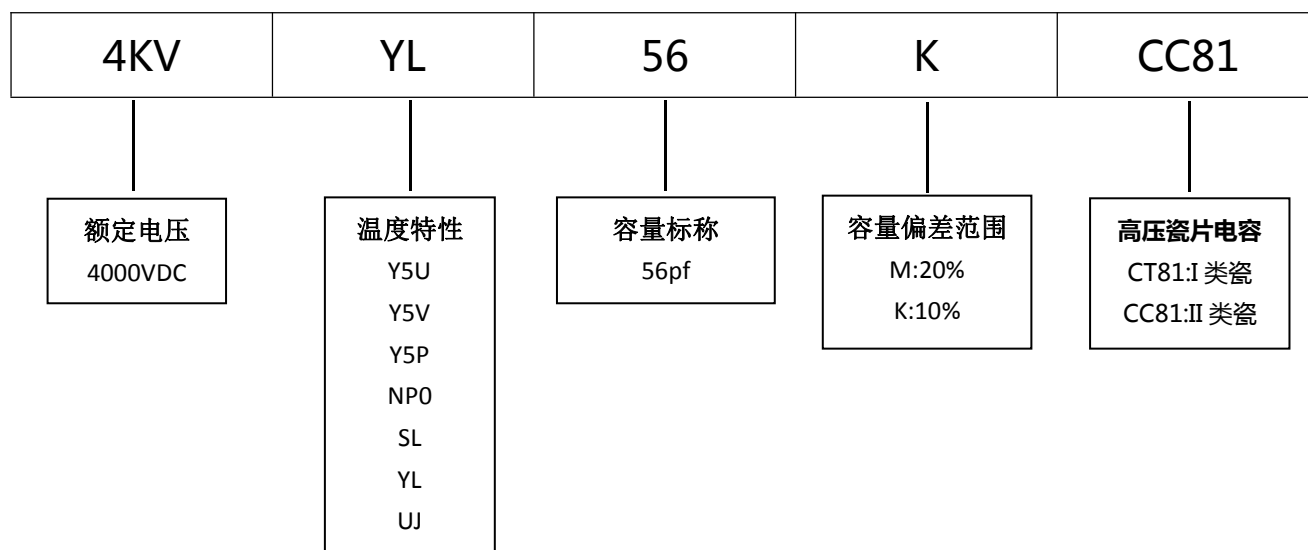 4KV YL 56 K CC81
额定电压
4000VDC
温度特性
Y5U
Y5V
Y5P
NP0
SL
YL
UJ
容量标称
56pf
容量偏差范围
M:20%
K:10%
高压瓷片电容
CT81:I 类瓷
CC81:II 类瓷